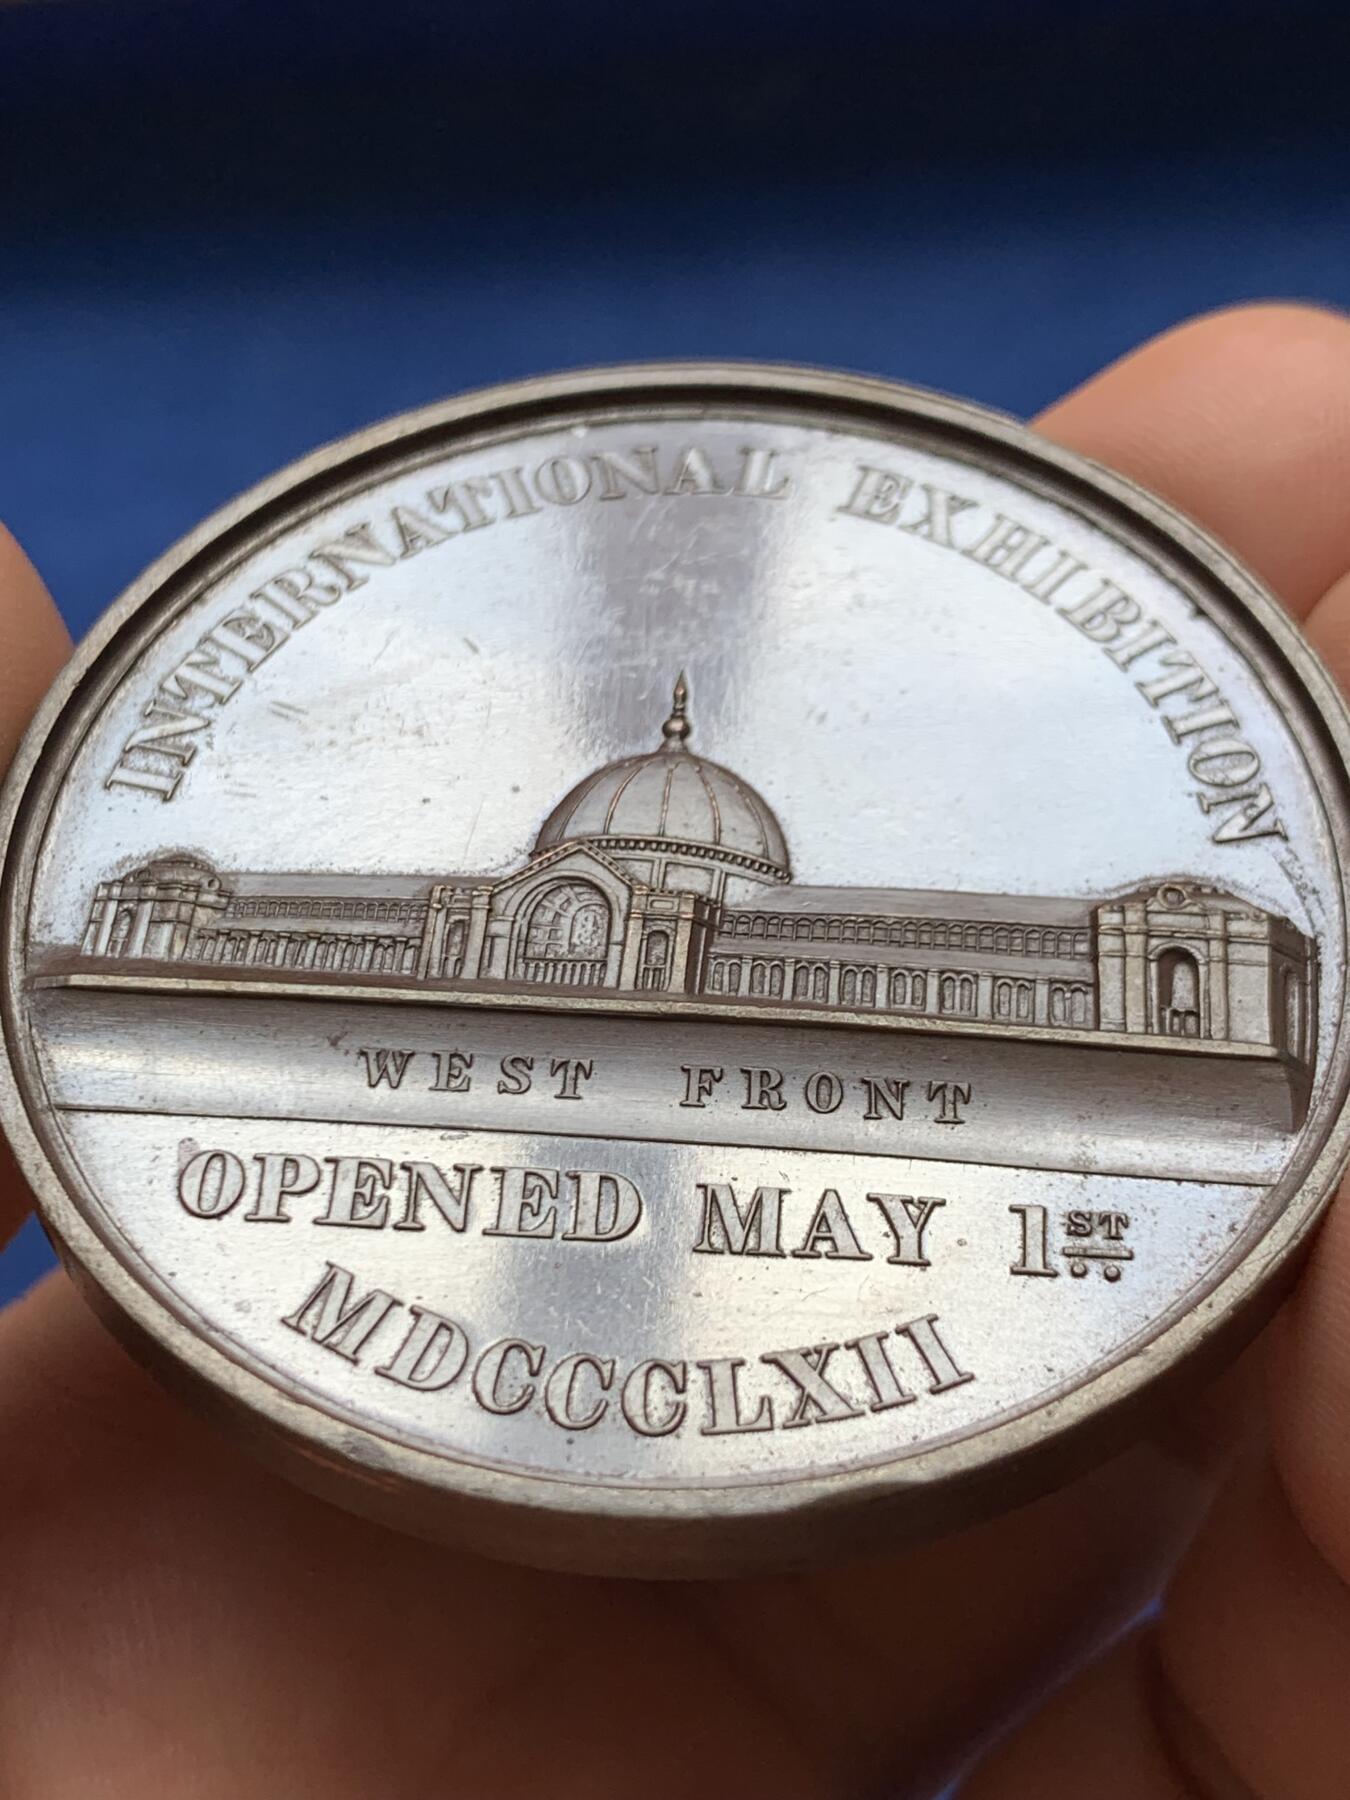 INTERNATIONAL EXHIBITION
WEST FRONT
OPENED MAY 1ST
MDCCCLXII